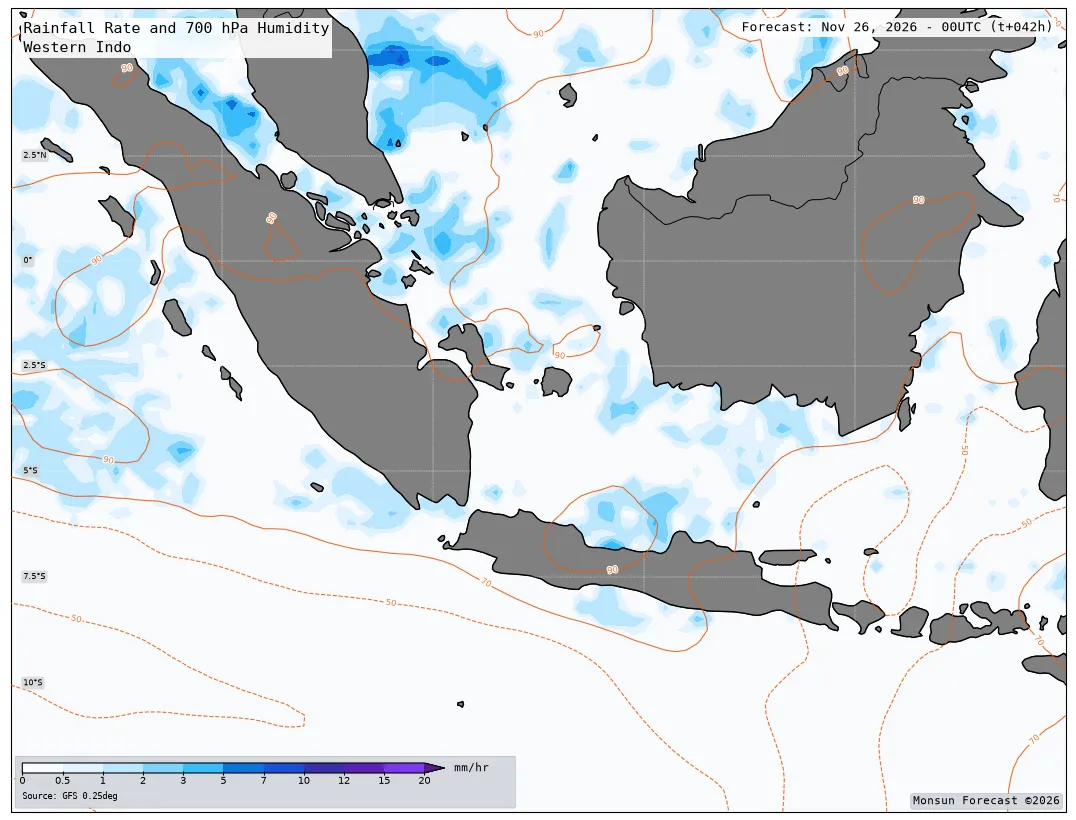 Rainfall Rate and 700 hPa Humidity
Western Indo
Forecast: Nov 26, 2026 - 00UTC (t+042h)
90
90
90
70
2.5°N
90
90
70
90
0°
90
2.5°S
90
50
5°S
50
90
7.5°S
70
50
50
70
10°S
70
0 0.5 1 2 3 5 7 10 12 15 20 mm/hr
Source: GFS 0.25deg
Monsun Forecast ©2026